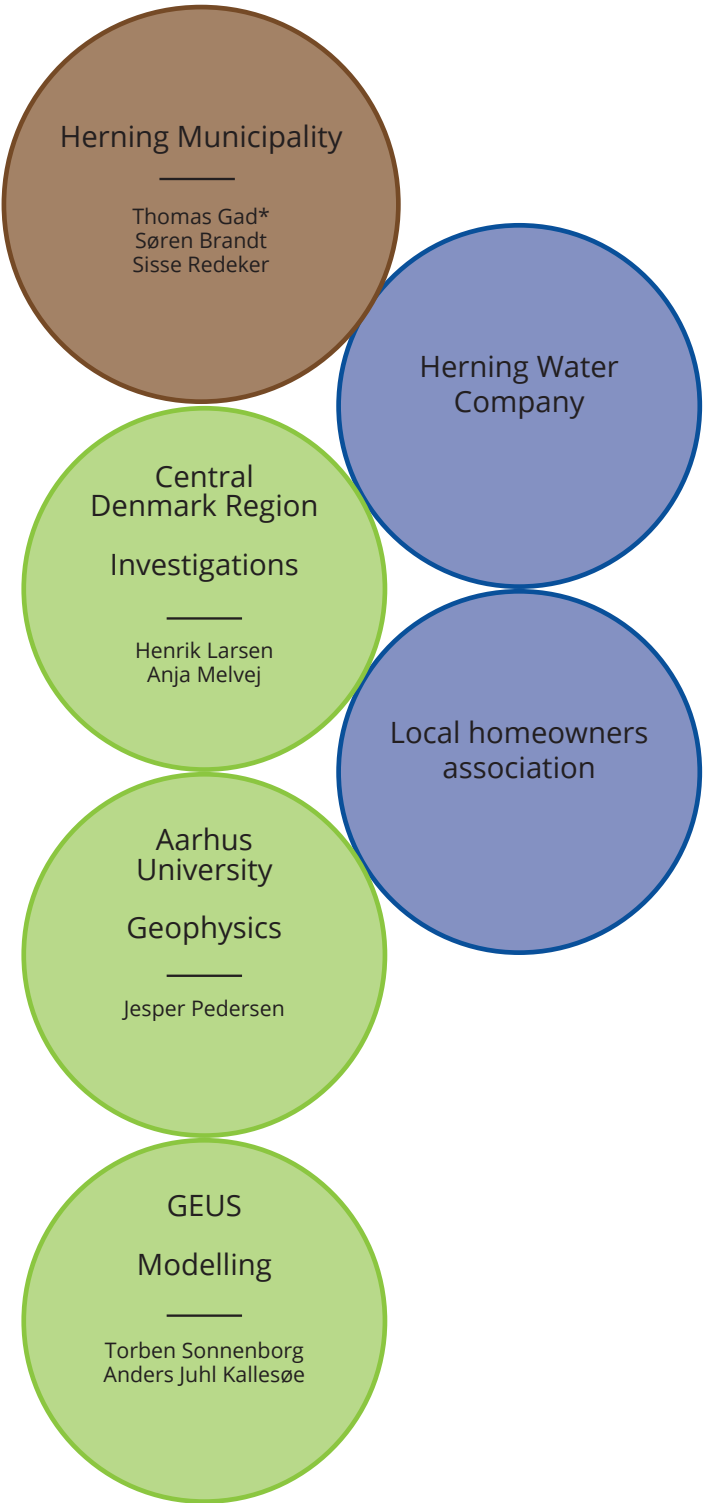 Herning Municipality
Thomas Gad*
Søren Brandt
Sisse Redeker
Herning Water
Company
Central
Denmark Region
Investigations
Henrik Larsen
Anja Melvej
Local homeowners
association
Aarhus
University
Geophysics
Jesper Pedersen
GEUS
Modelling
Torben Sonnenborg
Anders Juhl Kallesøe